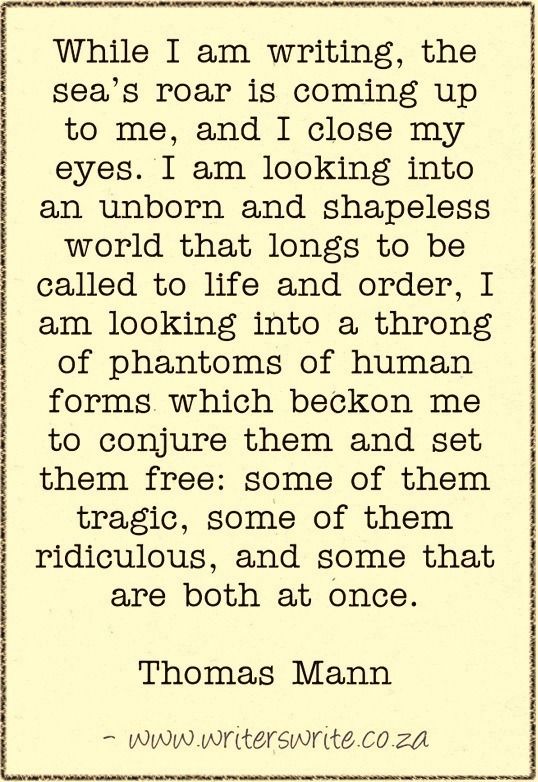 While I am writing, the
sea’s roar is coming up
to me, and I close my
eyes. I am looking into
an unborn and shapeless
world that longs to be
called to life and order, I
am looking into a throng
of phantoms of human
forms which beckon me
to conjure them and set
them free: some of them
tragic, some of them
ridiculous, and some that
are both at once.
Thomas Mann
- www.writerswrite.co.za